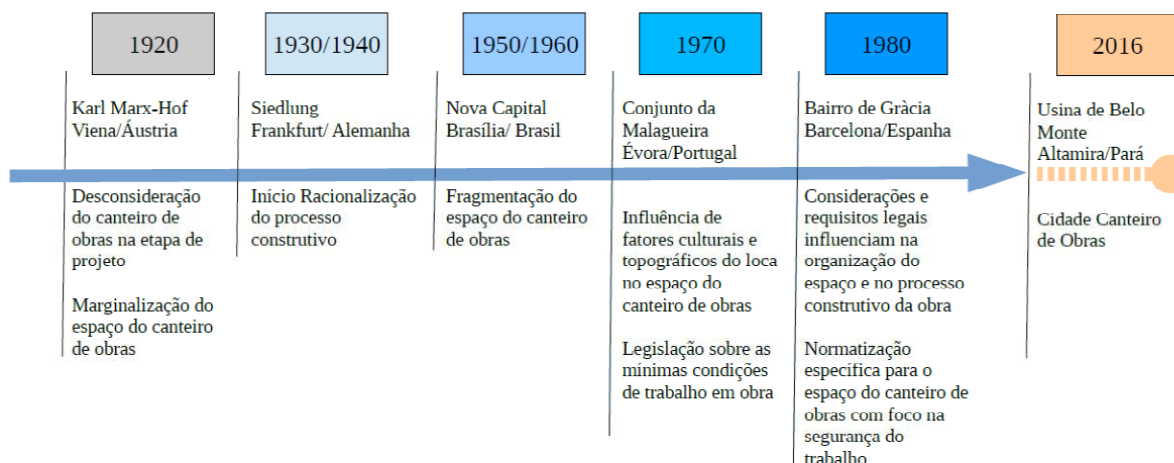 1920
Karl Marx-Hof
Viena/Áustria
Desconsideração
do canteiro de
obras na etapa de
projeto
Marginalização do
espaço do canteiro
de obras
1930/1940
Siedlung
Frankfurt/ Alemanha
Início Racionalização
do processo
construtivo
1950/1960
Nova Capital
Brasília/ Brasil
Fragmentação do
espaço do canteiro
de obras
1970
Conjunto da
Malagueira
Évora/Portugal
Influência de
fatores culturais e
topográficos do loca
no espaço do
canteiro de obras
Legislação sobre as
mínimas condições
de trabalho em obra
1980
Bairro de Gràcia
Barcelona/Espanha
Considerações e
requisitos legais
influenciam na
organização do
espaço e no processo
construtivo da obra
Normatização
específica para o
espaço do canteiro de
obras com foco na
segurança do
trabalho
2016
Usina de Belo
Monte
Altamira/Pará
Cidade Canteiro
de Obras